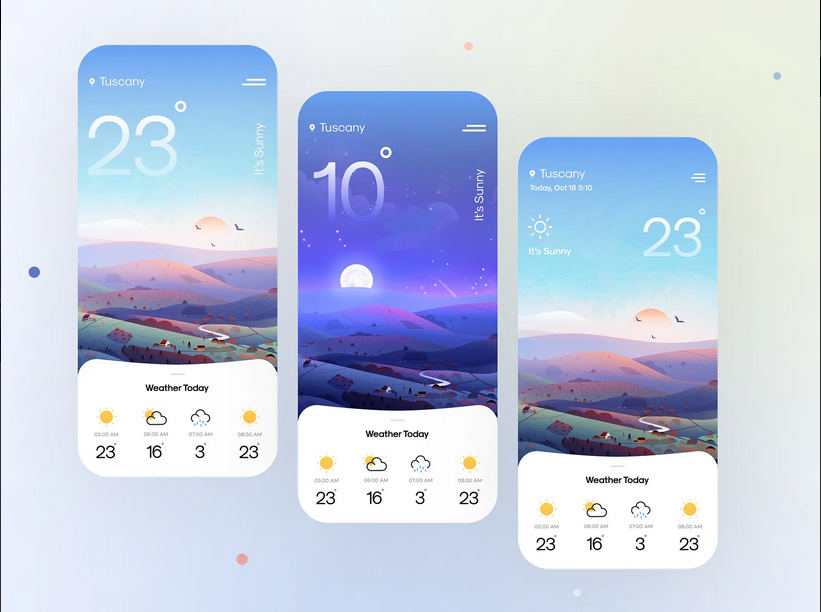 Tuscany
23°
It's Sunny
Weather Today
05:00 AM
06:00 AM
07:00 AM
08:00 AM
23°
16°
3°
23°
Tuscany
10°
It's Sunny
Weather Today
05:00 AM
06:00 AM
07:00 AM
08:00 AM
23°
16°
3°
23°
Tuscany
Today, Oct 18 5:10
It's Sunny
23°
Weather Today
05:00 AM
06:00 AM
07:00 AM
08:00 AM
23°
16°
3°
23°